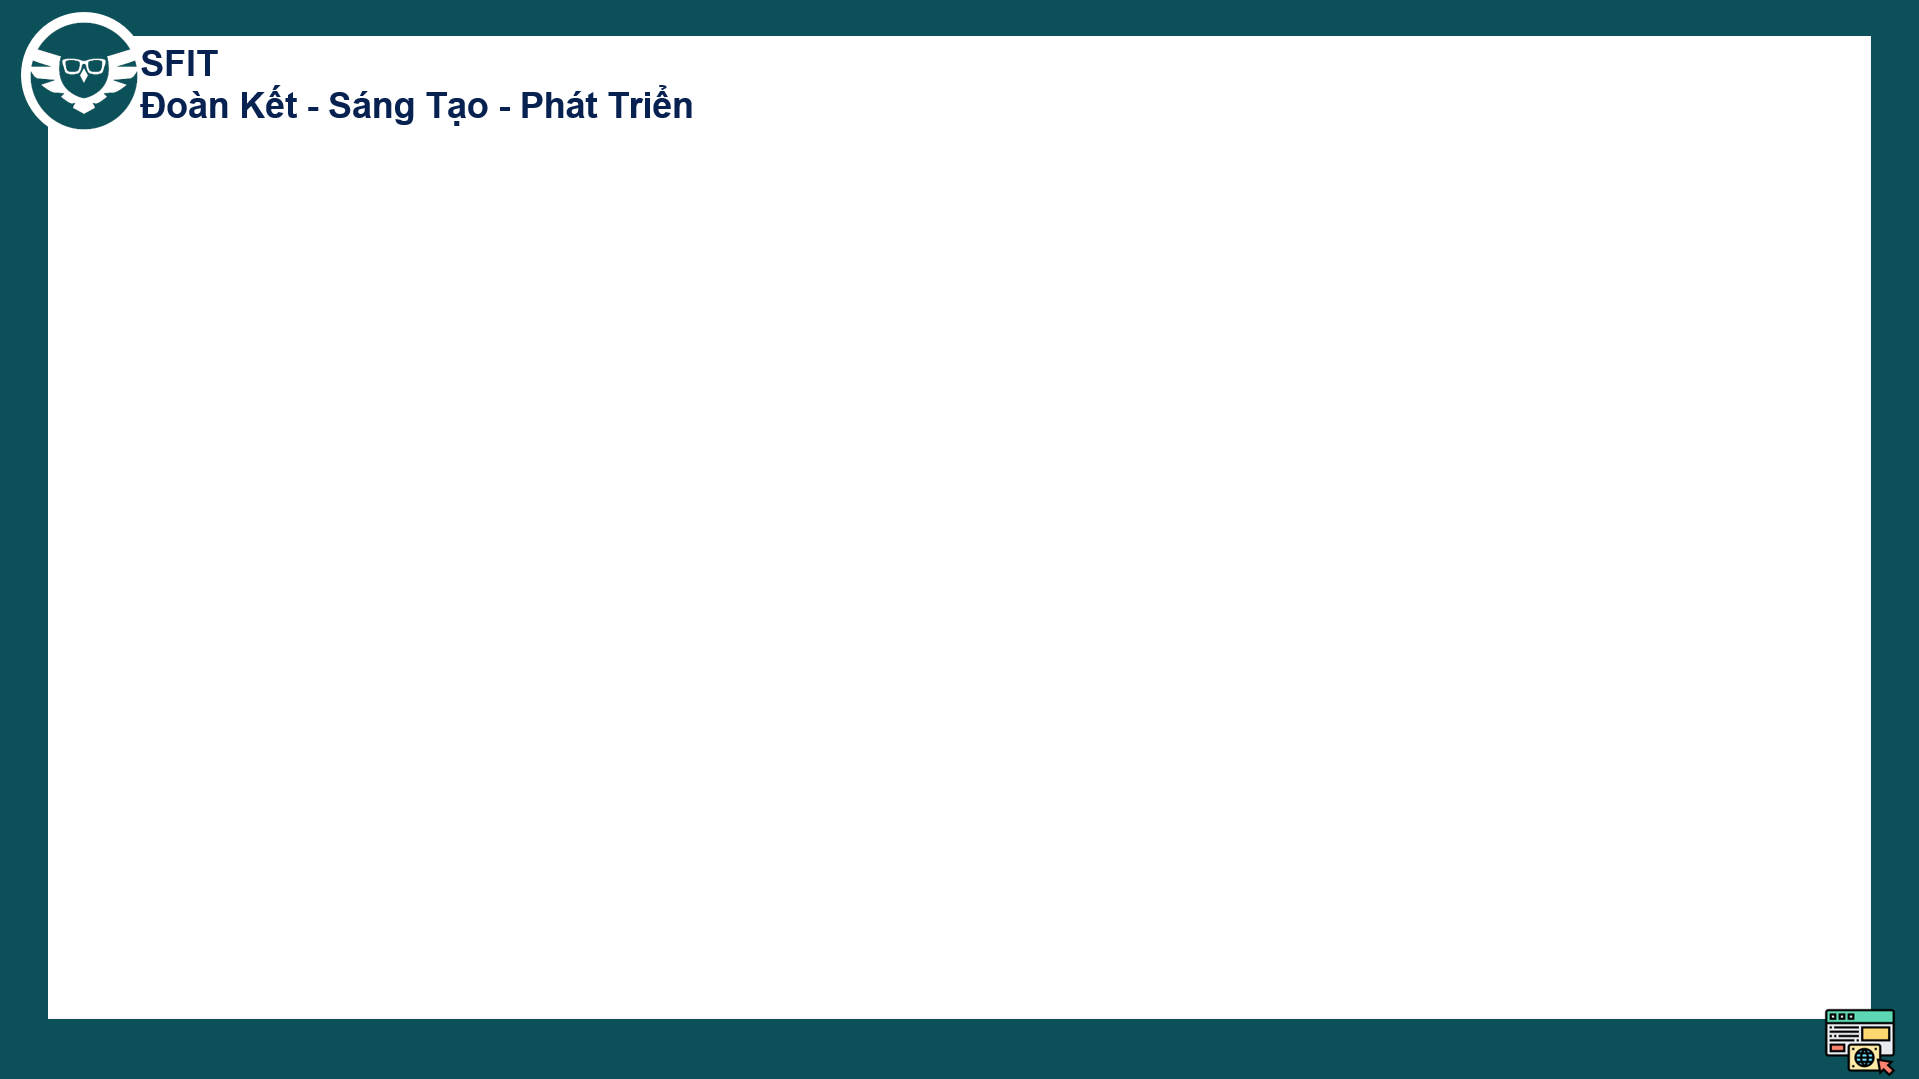 SFIT
Đoàn Kết - Sáng Tạo - Phát Triển